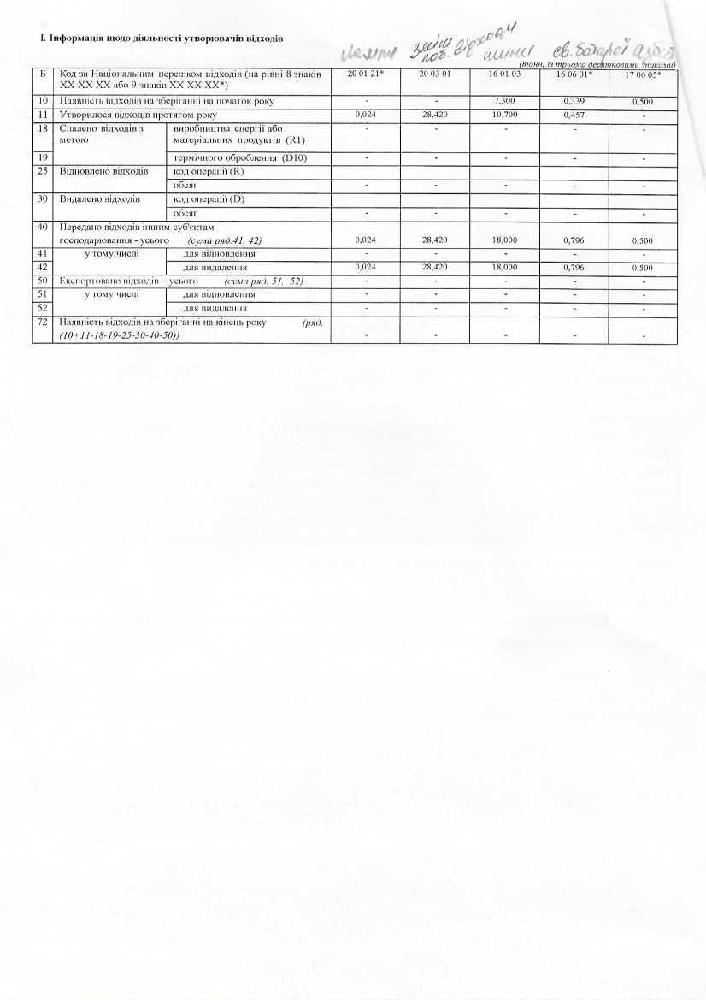 І. Інформація щодо діяльності утворювачів відходів
лампи зміш поб. відходи шини св. батареї азбест
(тонн, із трьома десятковими знаками)
Б Код за Національним переліком відходів (на рівні 8 знаків XX XX XX або 9 знаків XX XX XX*) 20 01 21* 20 03 01 16 01 03 16 06 01* 17 06 05*
10 Наявність відходів на зберіганні на початок року - - 7,300 0,339 0,500
11 Утворилося відходів протягом року 0,024 28,420 10,700 0,457 -
18 Спалено відходів з метою виробництва енергії або матеріальних продуктів (R1) - - - - -
19 термічного оброблення (D10) - - - - -
25 Відновлено відходів код операції (R)
обсяг - - - - -
30 Видалено відходів код операції (D)
обсяг - - - - -
40 Передано відходів іншим суб'єктам
господарювання - усього (сума ряд.41, 42) 0,024 28,420 18,000 0,796 0,500
41 у тому числі для відновлення - - - - -
42 для видалення 0,024 28,420 18,000 0,796 0,500
50 Експортовано відходів – усього (сума ряд. 51, 52) - - - - -
51 у тому числі для відновлення - - - - -
52 для видалення - - - - -
72 Наявність відходів на зберіганні на кінець року (ряд.
(10+11-18-19-25-30-40-50)) - - - - -